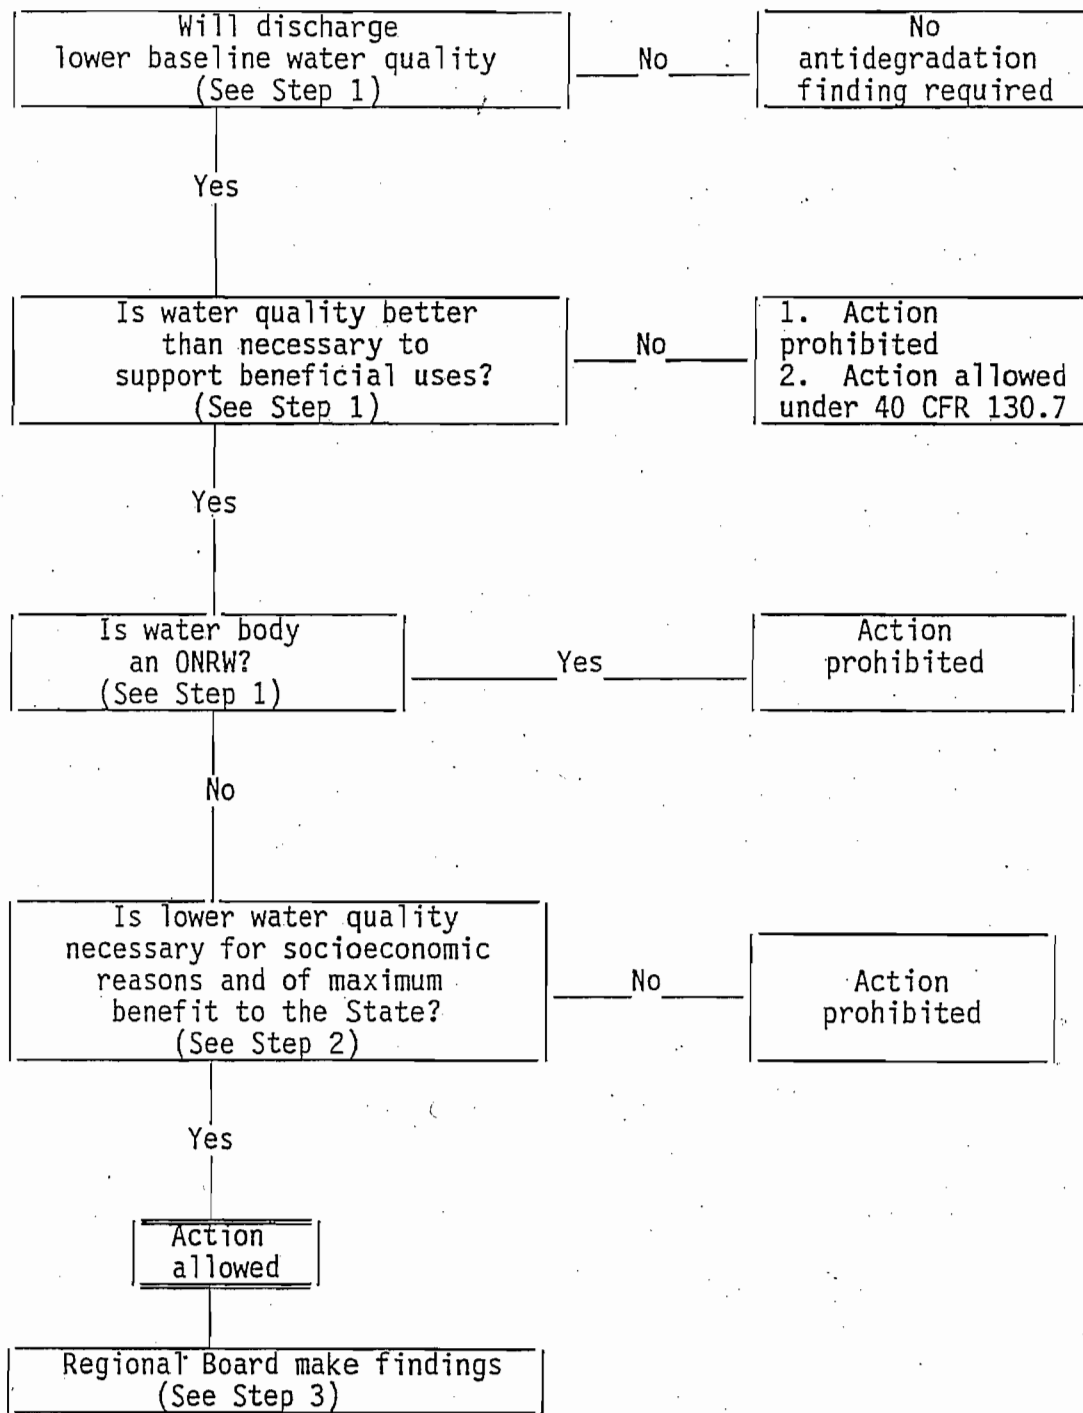 Will discharge
lower baseline water quality
(See Step 1)
No
No
antidegradation
finding required
Yes
Is water quality better
than necessary to
support beneficial uses?
(See Step 1)
No
1. Action
prohibited
2. Action allowed
under 40 CFR 130.7
Yes
Is water body
an ONRW?
(See Step 1)
Yes
Action
prohibited
No
Is lower water quality
necessary for socioeconomic
reasons and of maximum
benefit to the State?
(See Step 2)
No
Action
prohibited
Yes
Action
allowed
Regional Board make findings
(See Step 3)